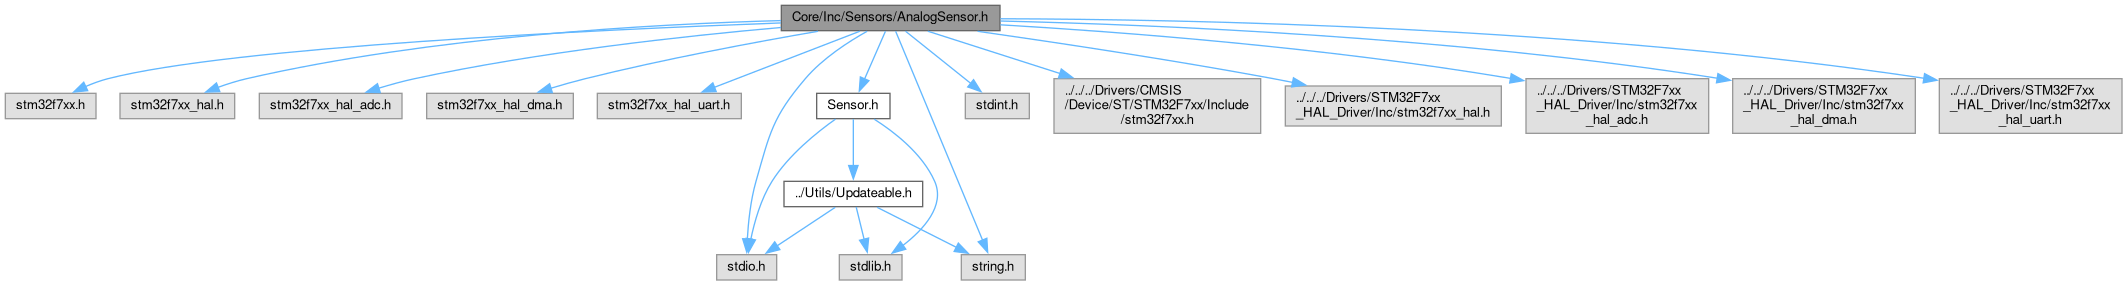 Core/Inc/Sensors/AnalogSensor.h
stm32f7xx.h
stm32f7xx_hal.h
stm32f7xx_hal_adc.h
stm32f7xx_hal_dma.h
stm32f7xx_hal_uart.h
Sensor.h
stdint.h
../../../Drivers/CMSIS
/Device/ST/STM32F7xx/Include
/stm32f7xx.h
../../../Drivers/STM32F7xx
_HAL_Driver/Inc/stm32f7xx_hal.h
../../../Drivers/STM32F7xx
_HAL_Driver/Inc/stm32f7xx
_hal_adc.h
../../../Drivers/STM32F7xx
_HAL_Driver/Inc/stm32f7xx
_hal_dma.h
../../../Drivers/STM32F7xx
_HAL_Driver/Inc/stm32f7xx
_hal_uart.h
../Utils/Updateable.h
stdio.h
stdlib.h
string.h